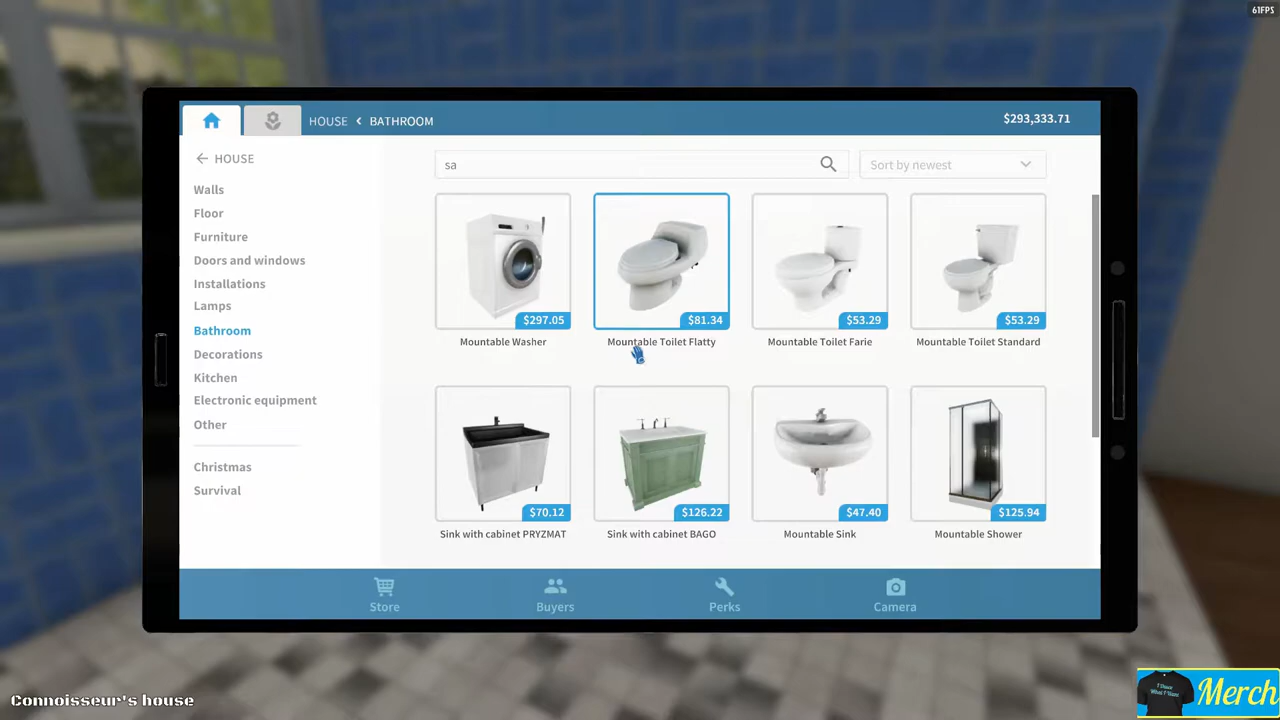 61FPS
HOUSE < BATHROOM
$293,333.71
← HOUSE
sa
Sort by newest
Walls
Floor
Furniture
Doors and windows
Installations
Lamps
Bathroom
Decorations
Kitchen
Electronic equipment
Other
Christmas
Survival
$297.05
$81.34
$53.29
$53.29
Mountable Washer
Mountable Toilet Flatty
Mountable Toilet Farie
Mountable Toilet Standard
$70.12
$126.22
$47.40
$125.94
Sink with cabinet PRYZMAT
Sink with cabinet BAGO
Mountable Sink
Mountable Shower
Store
Buyers
Perks
Camera
Connoisseur's house
Merch